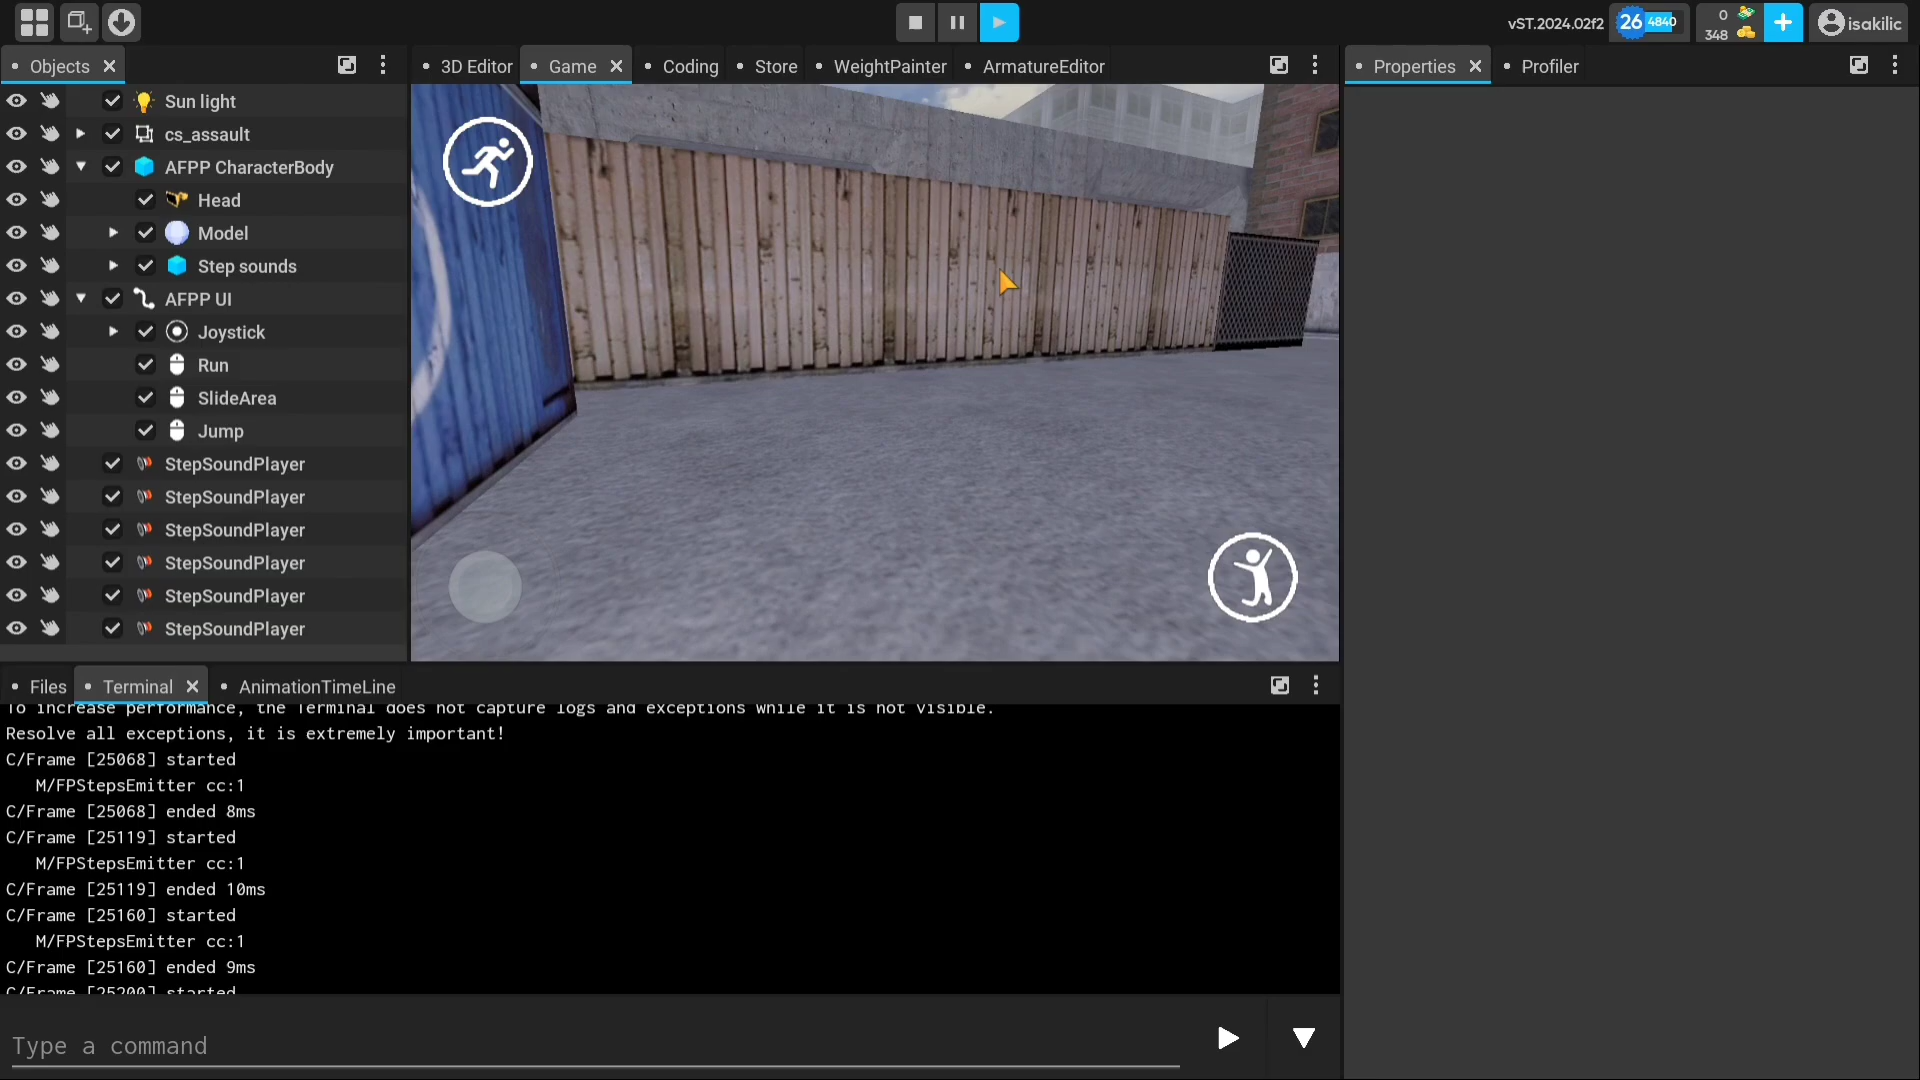 vST.2024.02f2
26 4840
0
348
isakilic
Objects
3D Editor
Game
Coding
Store
WeightPainter
ArmatureEditor
Properties
Profiler
Sun light
cs_assault
AFPP CharacterBody
Head
Model
Step sounds
AFPP UI
Joystick
Run
SlideArea
Jump
StepSoundPlayer
StepSoundPlayer
StepSoundPlayer
StepSoundPlayer
StepSoundPlayer
StepSoundPlayer
Files
Terminal
AnimationTimeLine
To increase performance, the Terminal does not capture logs and exceptions while it is not visible.
Resolve all exceptions, it is extremely important!
C/Frame [25068] started
M/FPStepsEmitter cc:1
C/Frame [25068] ended 8ms
C/Frame [25119] started
M/FPStepsEmitter cc:1
C/Frame [25119] ended 10ms
C/Frame [25160] started
M/FPStepsEmitter cc:1
C/Frame [25160] ended 9ms
C/Frame [25200] started
Type a command